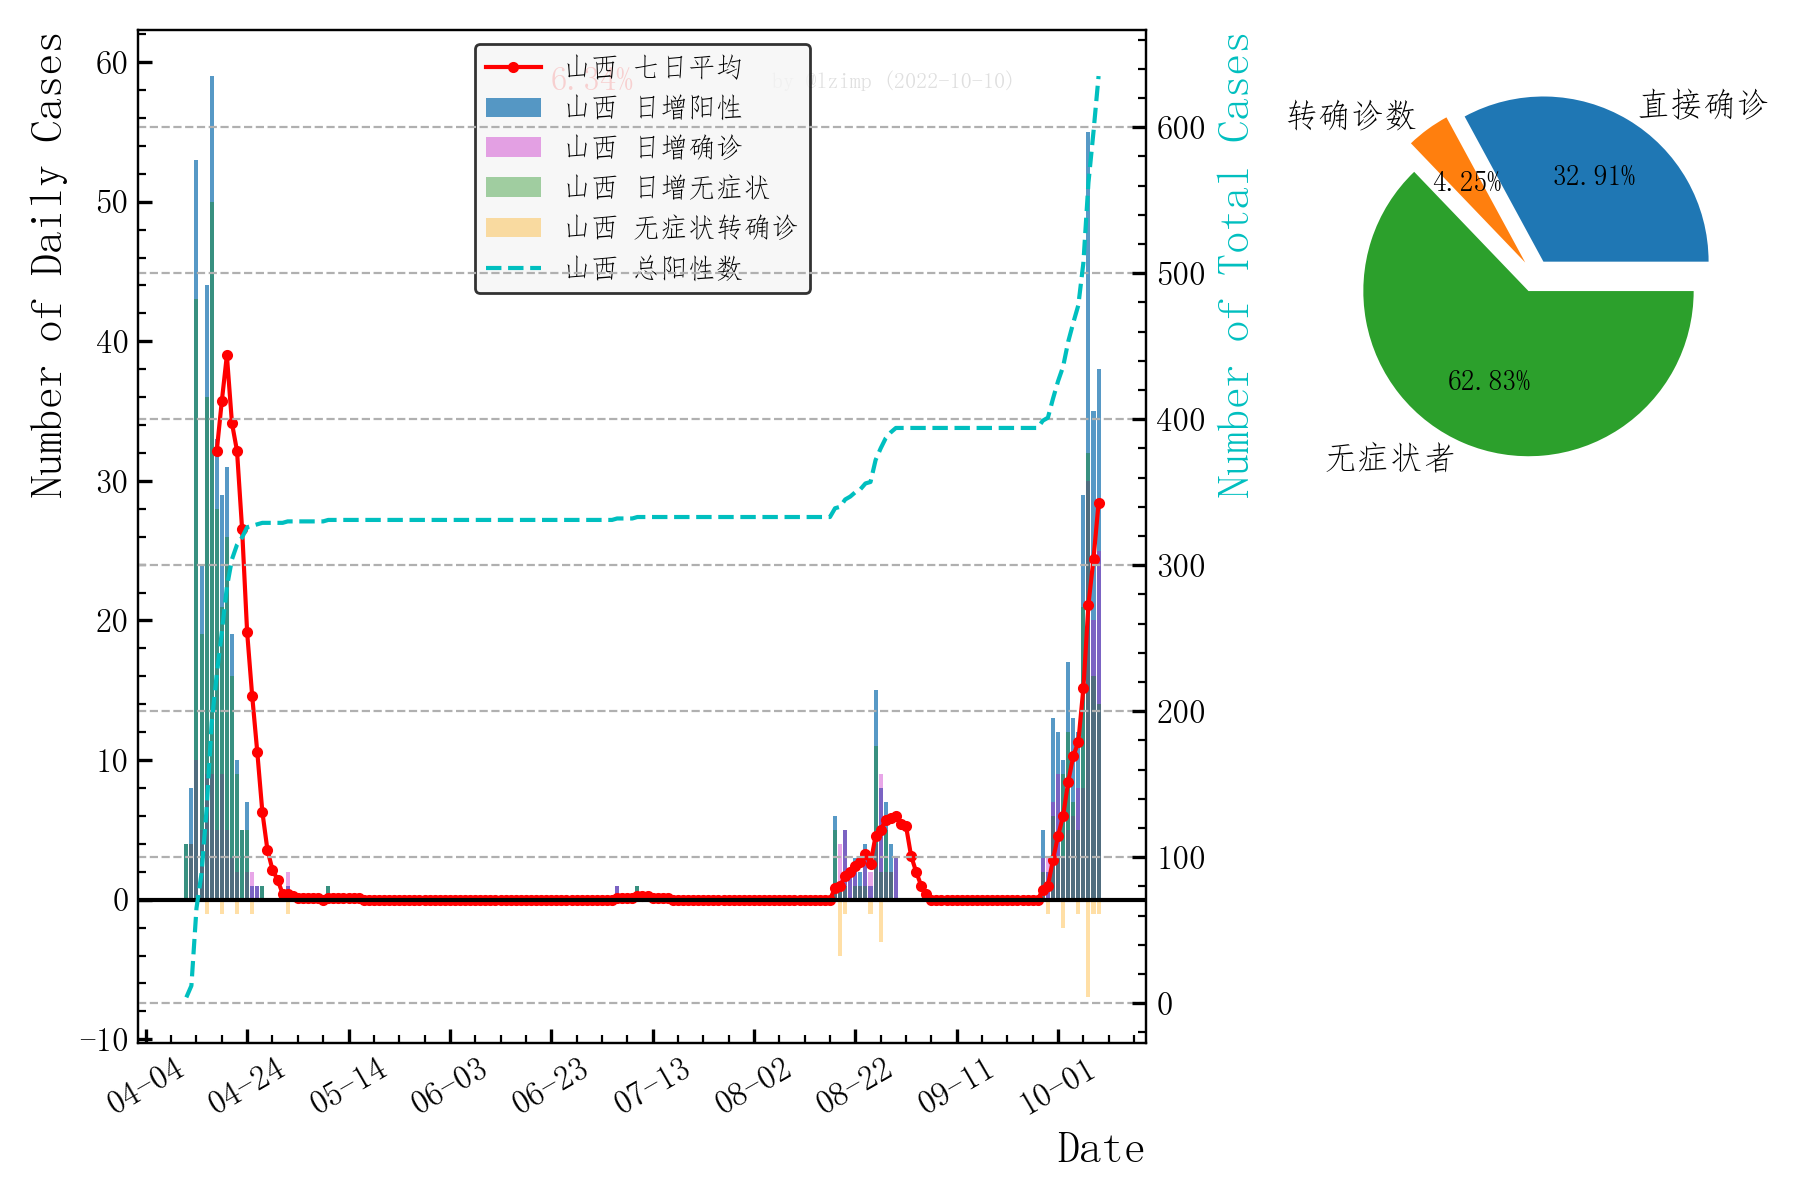 Number of Daily Cases
60
50
40
30
20
10
0
-10
山西 七日平均
山西 日增阳性
山西 日增确诊
山西 日增无症状
山西 无症状转确诊
山西 总阳性数
6.34%
(2022-10-10)
600
500
400
300
200
100
0
Number of Total Cases
04-04
04-24
05-14
06-03
06-23
07-13
08-02
08-22
09-11
10-01
Date
转确诊数
直接确诊
4.25%
32.91%
62.83%
无症状者